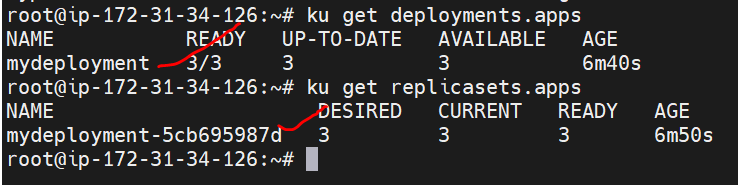 root@ip-172-31-34-126:~# ku get deployments.apps
NAME READY UP-TO-DATE AVAILABLE AGE
mydeployment 3/3 3 3 6m40s
root@ip-172-31-34-126:~# ku get replicasets.apps
NAME DESIRED CURRENT READY AGE
mydeployment-5cb695987d 3 3 3 6m50s
root@ip-172-31-34-126:~#